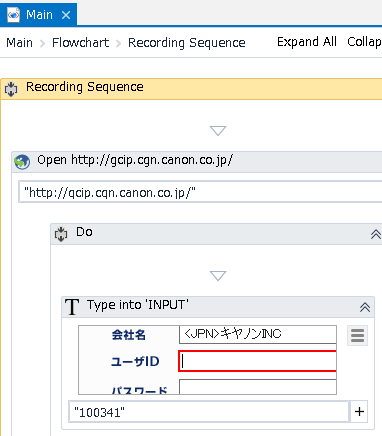 Main
Main > Flowchart > Recording Sequence Expand All Collap
Recording Sequence
Open http://gcip.cgn.canon.co.jp/
"http://gcip.cgn.canon.co.jp/"
Do
T Type into 'INPUT'
会社名 <JPN>キヤノンINC
ユーザID
パスワード
"100341" +